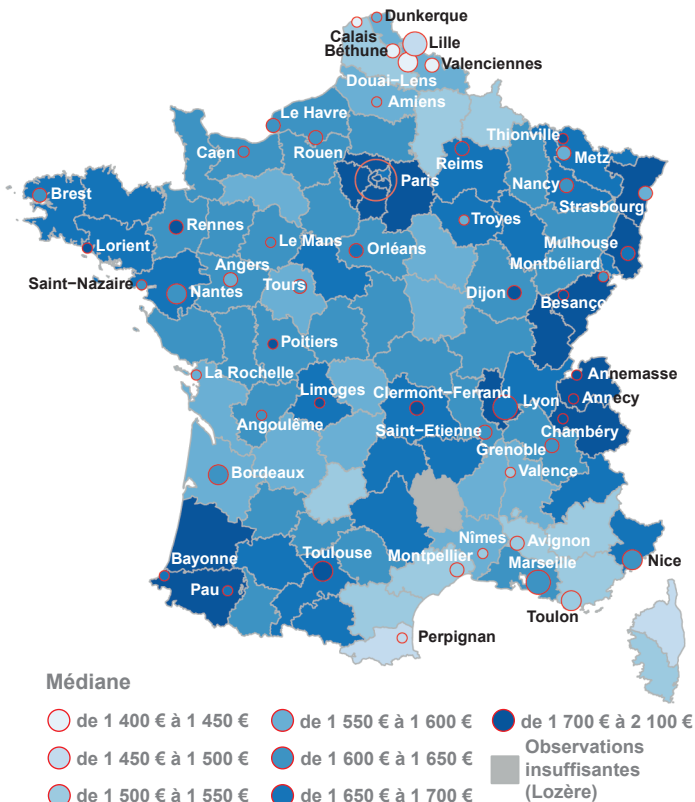 Dunkerque
Calais
Béthune
Lille
Valenciennes
Douai−Lens
Amiens
Le Havre
Rouen
Caen
Reims
Thionville
Metz
Paris
Nancy
Strasbourg
Brest
Rennes
Troyes
Lorient
Le Mans
Orléans
Mulhouse
Montbéliard
Saint−Nazaire
Angers
Nantes
Tours
Dijon
Besanço
Poitiers
La Rochelle
Limoges
Clermont−Ferrand
Annemasse
Lyon
Annecy
Angoulême
Saint−Etienne
Chambéry
Grenoble
Bordeaux
Valence
Nîmes
Avignon
Bayonne
Toulouse
Montpellier
Marseille
Nice
Pau
Toulon
Perpignan
Médiane
de 1 400 € à 1 450 €
de 1 450 € à 1 500 €
de 1 500 € à 1 550 €
de 1 550 € à 1 600 €
de 1 600 € à 1 650 €
de 1 650 € à 1 700 €
de 1 700 € à 2 100 €
Observations
insuffisantes
(Lozère)